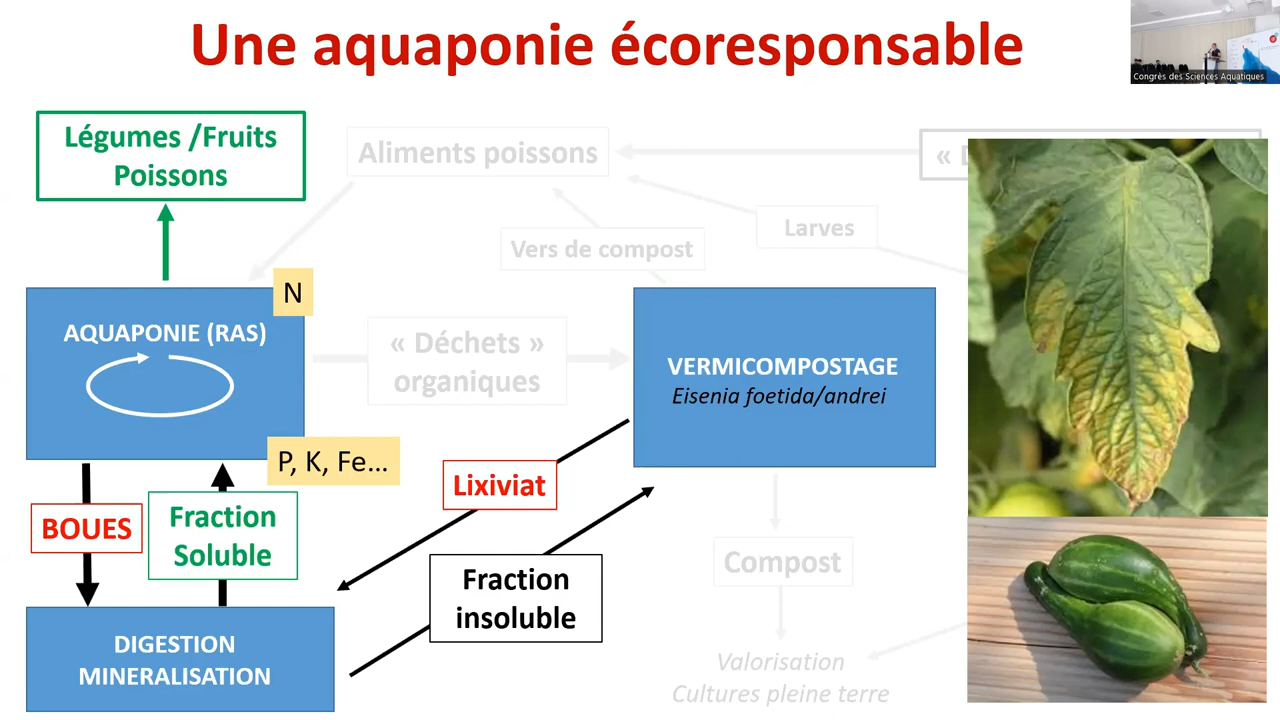 Une aquaponie écoresponsable
Congrès des Sciences Aquatiques
Légumes /Fruits
Poissons
Aliments poissons
«
Larves
Vers de compost
N
AQUAPONIE (RAS)
« Déchets »
organiques
VERMICOMPOSTAGE
Eisenia foetida/andrei
P, K, Fe...
Lixiviat
BOUES
Fraction
Soluble
Fraction
insoluble
Compost
DIGESTION
MINERALISATION
Valorisation
Cultures pleine terre